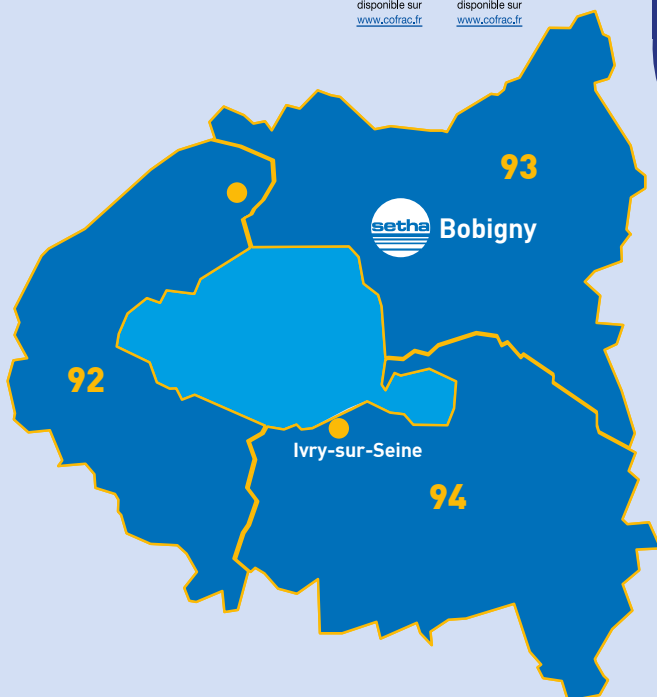 disponible sur
www.cofrac.fr
disponible sur
www.cofrac.fr
93
setha
Bobigny
92
Ivry-sur-Seine
94